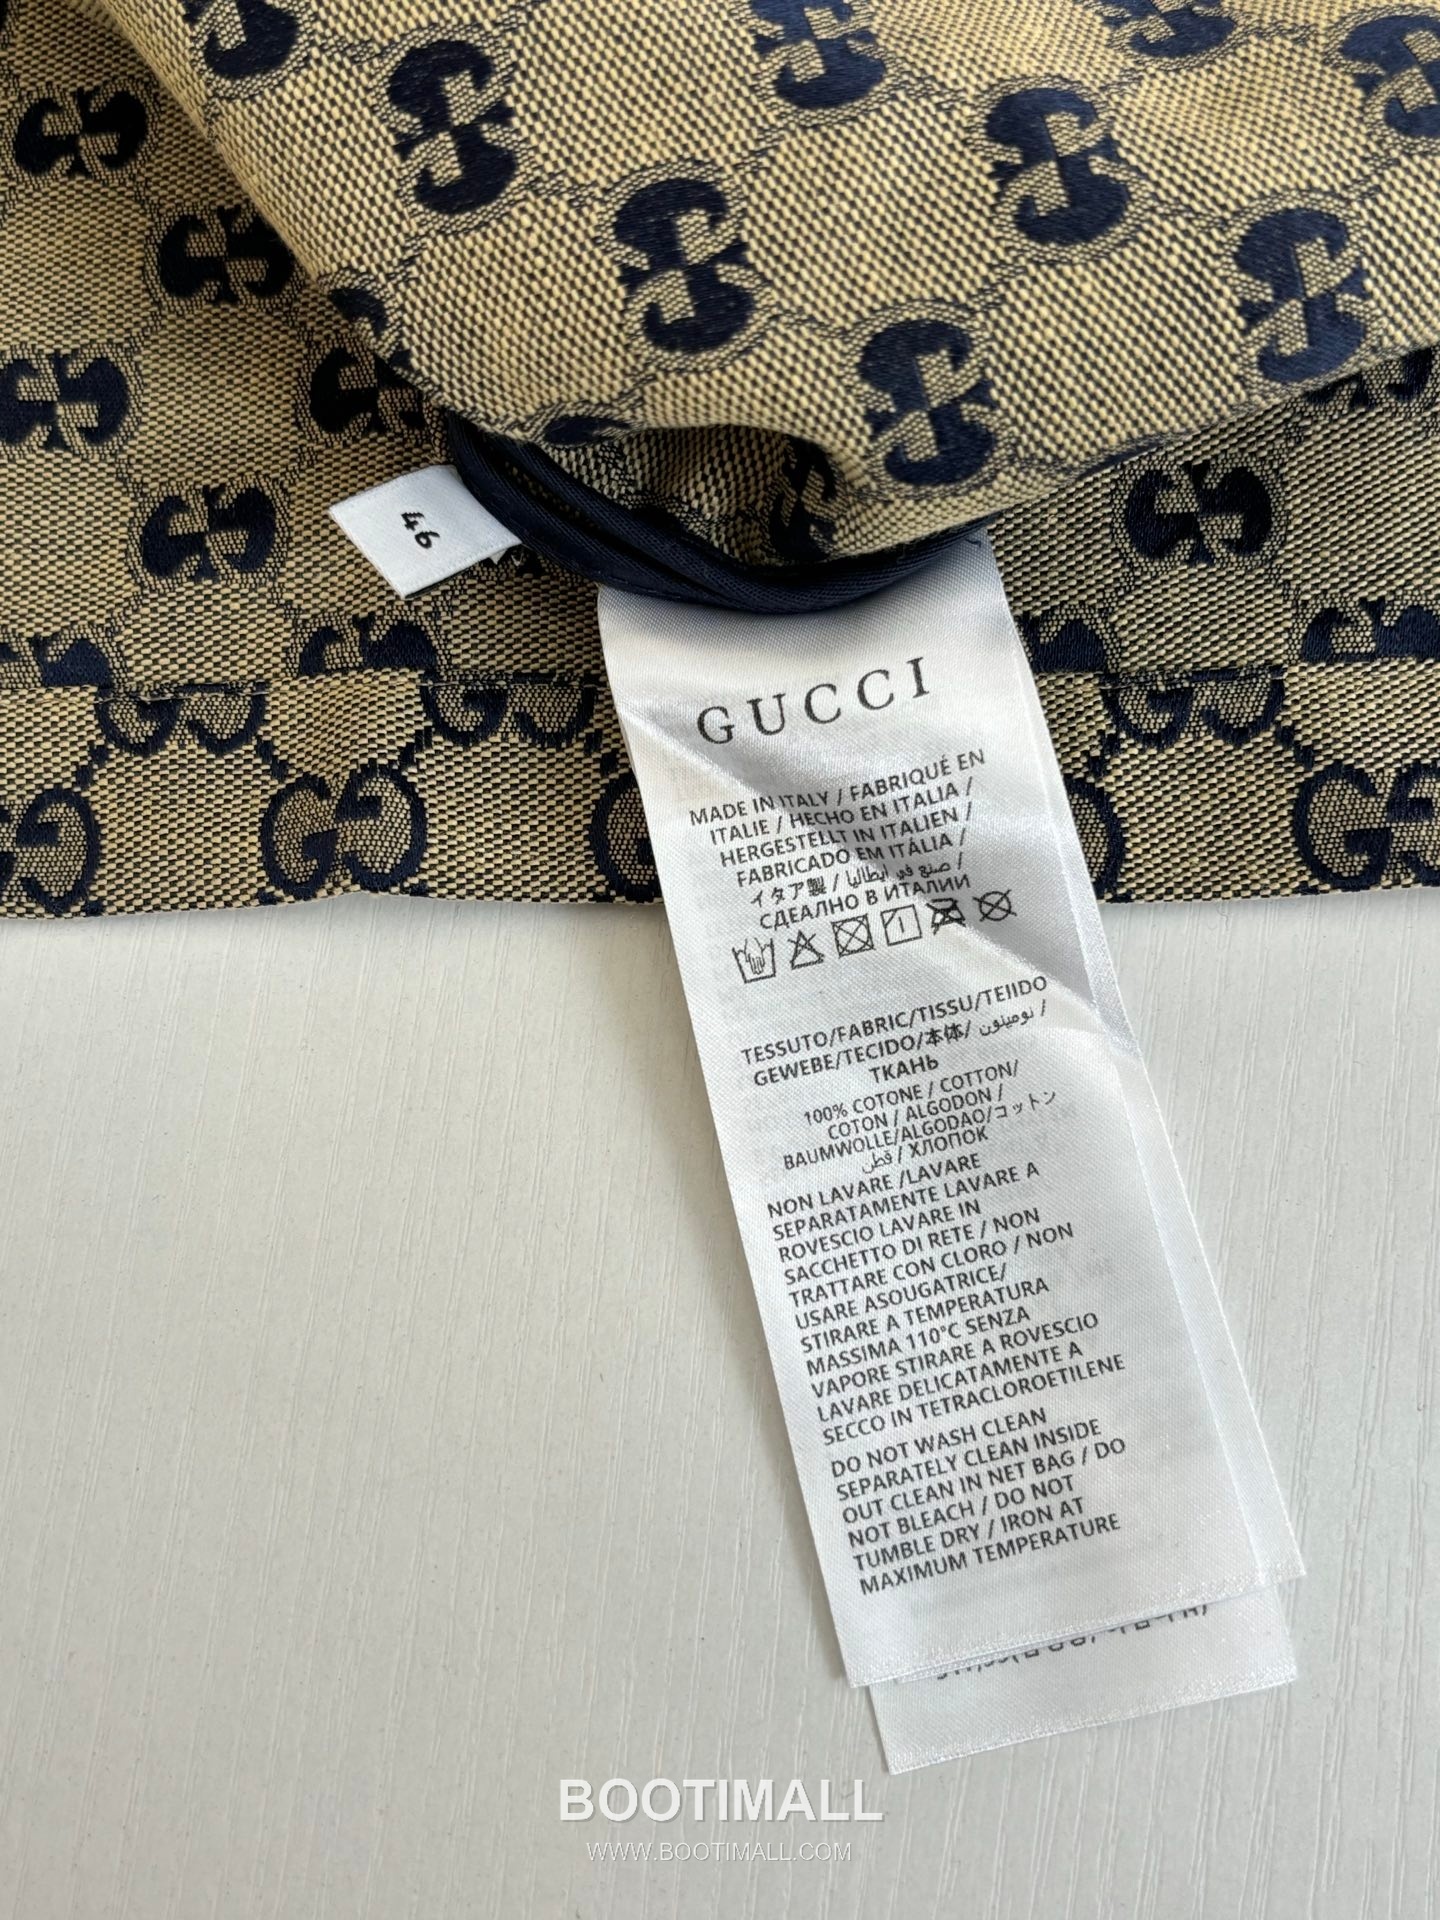 46
GUCCI
MADE IN ITALY / FABRIQUÉ EN
ITALIE / HECHO EN ITALIA /
HERGESTELLT IN ITALIEN /
FABRICADO EM ITÁLIA /
イタリア製 / صنع في ايطاليا /
СДЕЛАНО В ИТАЛИИ
TESSUTO/FABRIC/TISSU/TEJIDO
GEWEBE/TECIDO/本体/ نومينون /
ТКАНЬ
100% COTONE / COTTON/
COTON / ALGODON /
BAUMWOLLE/ALGODAO/コットン
قطن / ХЛОПОК
NON LAVARE /LAVARE
SEPARATAMENTE LAVARE A
ROVESCIO LAVARE IN
SACCHETTO DI RETE / NON
TRATTARE CON CLORO / NON
USARE ASOUGATRICE/
STIRARE A TEMPERATURA
MASSIMA 110°C SENZA
VAPORE STIRARE A ROVESCIO
LAVARE DELICATAMENTE A
SECCO IN TETRACLOROETILENE
DO NOT WASH CLEAN
SEPARATELY CLEAN INSIDE
OUT CLEAN IN NET BAG / DO
NOT BLEACH / DO NOT
TUMBLE DRY / IRON AT
MAXIMUM TEMPERATURE
BOOTIMALL
WWW.BOOTIMALL.COM